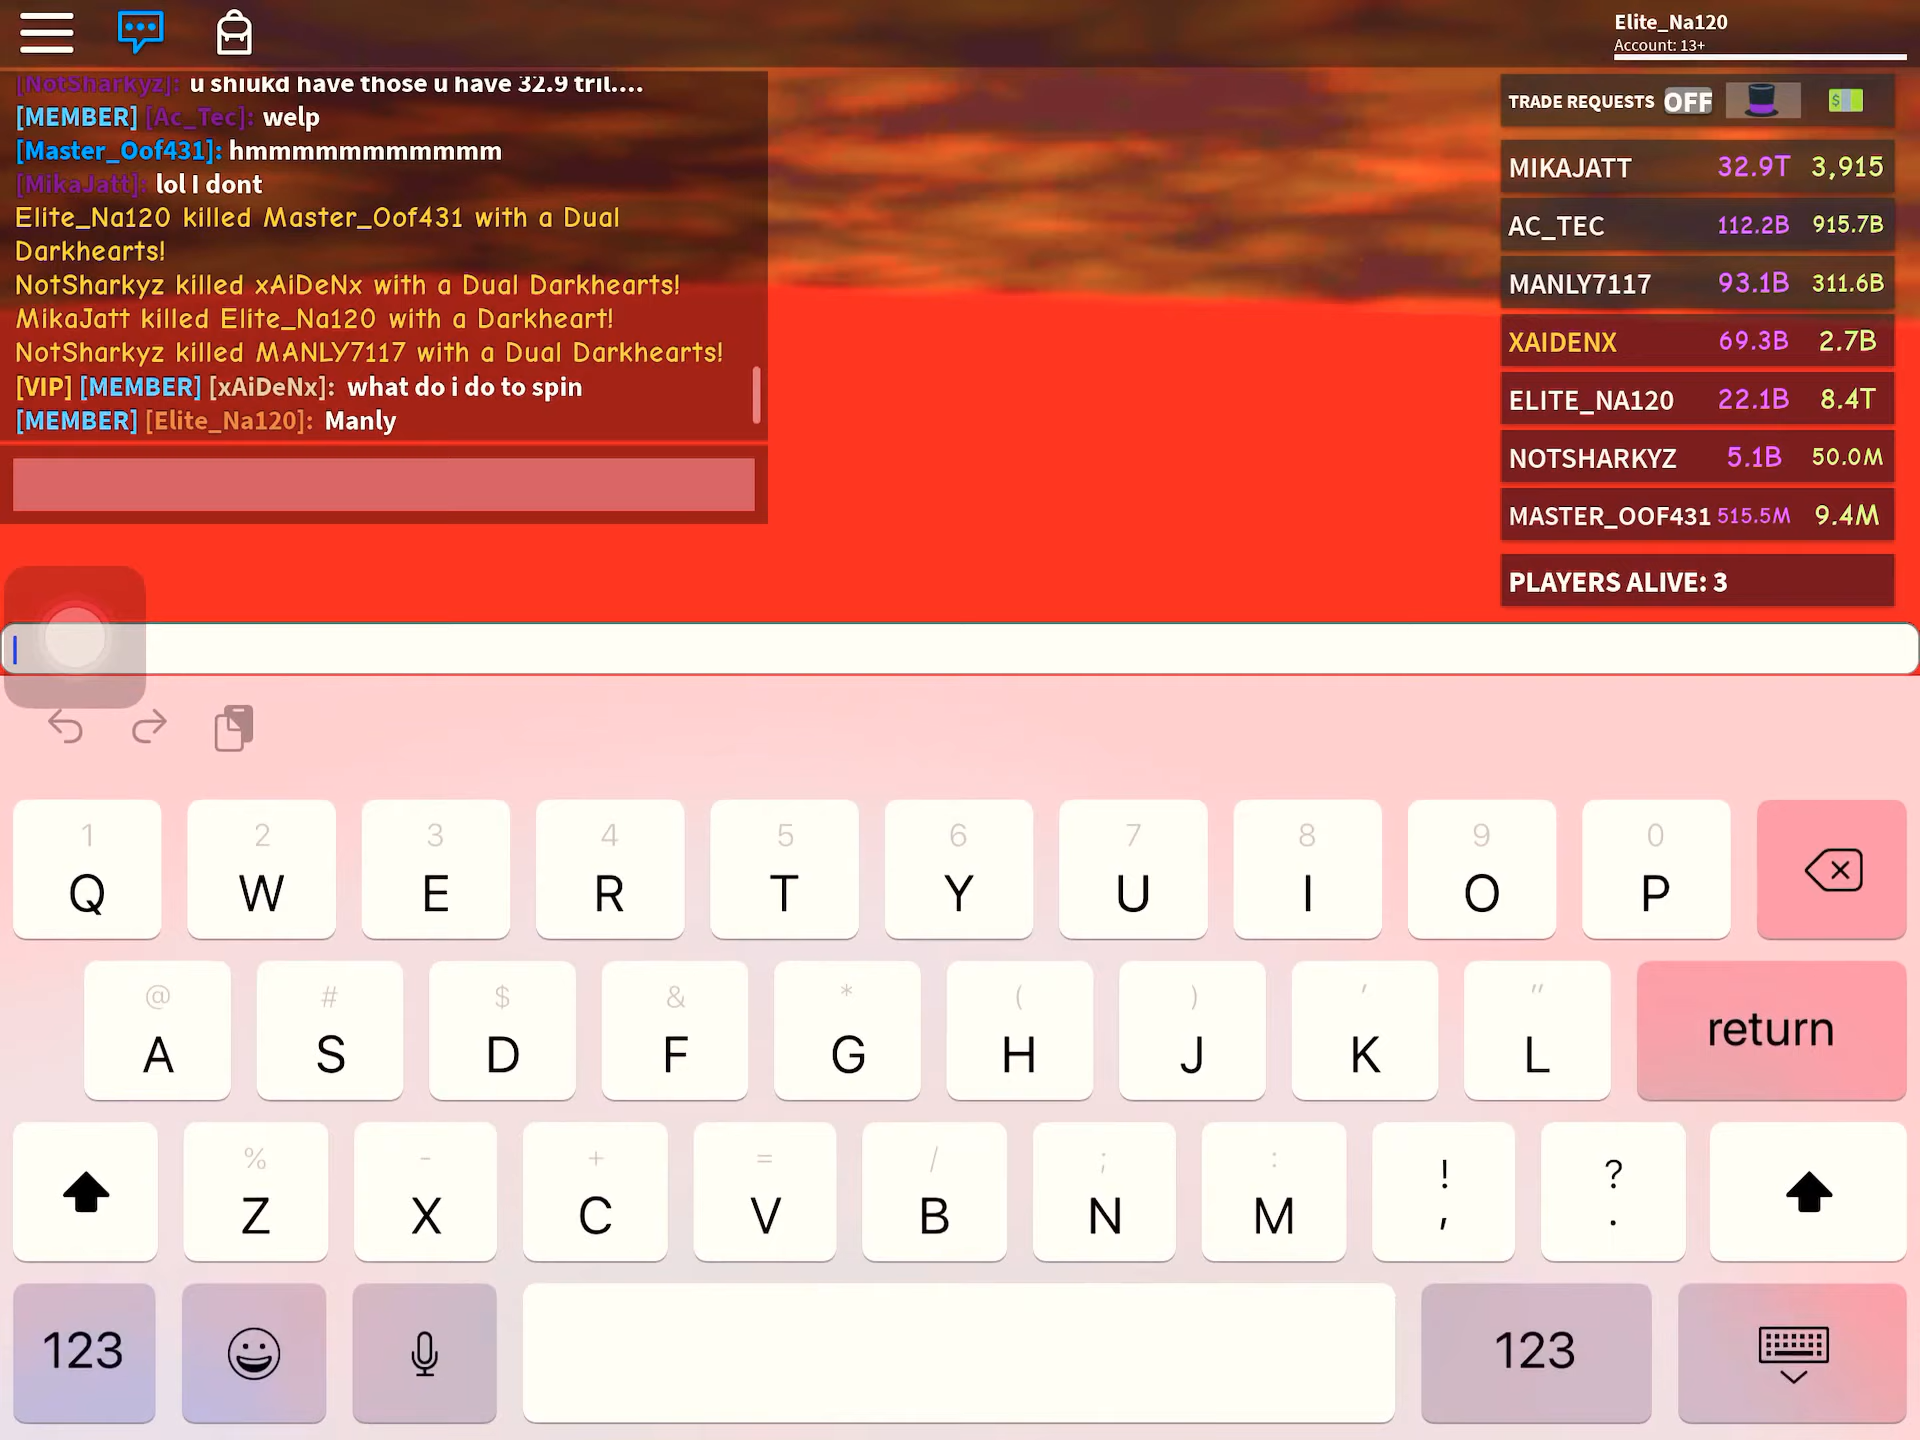 Elite_Na120
Account: 13+
[NotSharkyz]: u shiukd have those u have 32.9 tril....
[MEMBER] [Ac_Tec]: welp
[Master_Oof431]: hmmmmmmmmmmm
[MikaJatt]: lol I dont
Elite_Na120 killed Master_Oof431 with a Dual
Darkhearts!
NotSharkyz killed xAiDeNx with a Dual Darkhearts!
MikaJatt killed Elite_Na120 with a Darkheart!
NotSharkyz killed MANLY7117 with a Dual Darkhearts!
[VIP] [MEMBER] [xAiDeNx]: what do i do to spin
[MEMBER] [Elite_Na120]: Manly
TRADE REQUESTS OFF
MIKAJATT 32.9T 3,915
AC_TEC 112.2B 915.7B
MANLY7117 93.1B 311.6B
XAIDENX 69.3B 2.7B
ELITE_NA120 22.1B 8.4T
NOTSHARKYZ 5.1B 50.0M
MASTER_OOF431 515.5M 9.4M
PLAYERS ALIVE: 3
1 2 3 4 5 6 7 8 9 0
Q W E R T Y U I O P
@ # $ & * ( ) ' "
A S D F G H J K L return
% - + = / ; : ! ?
Z X C V B N M , .
123 123